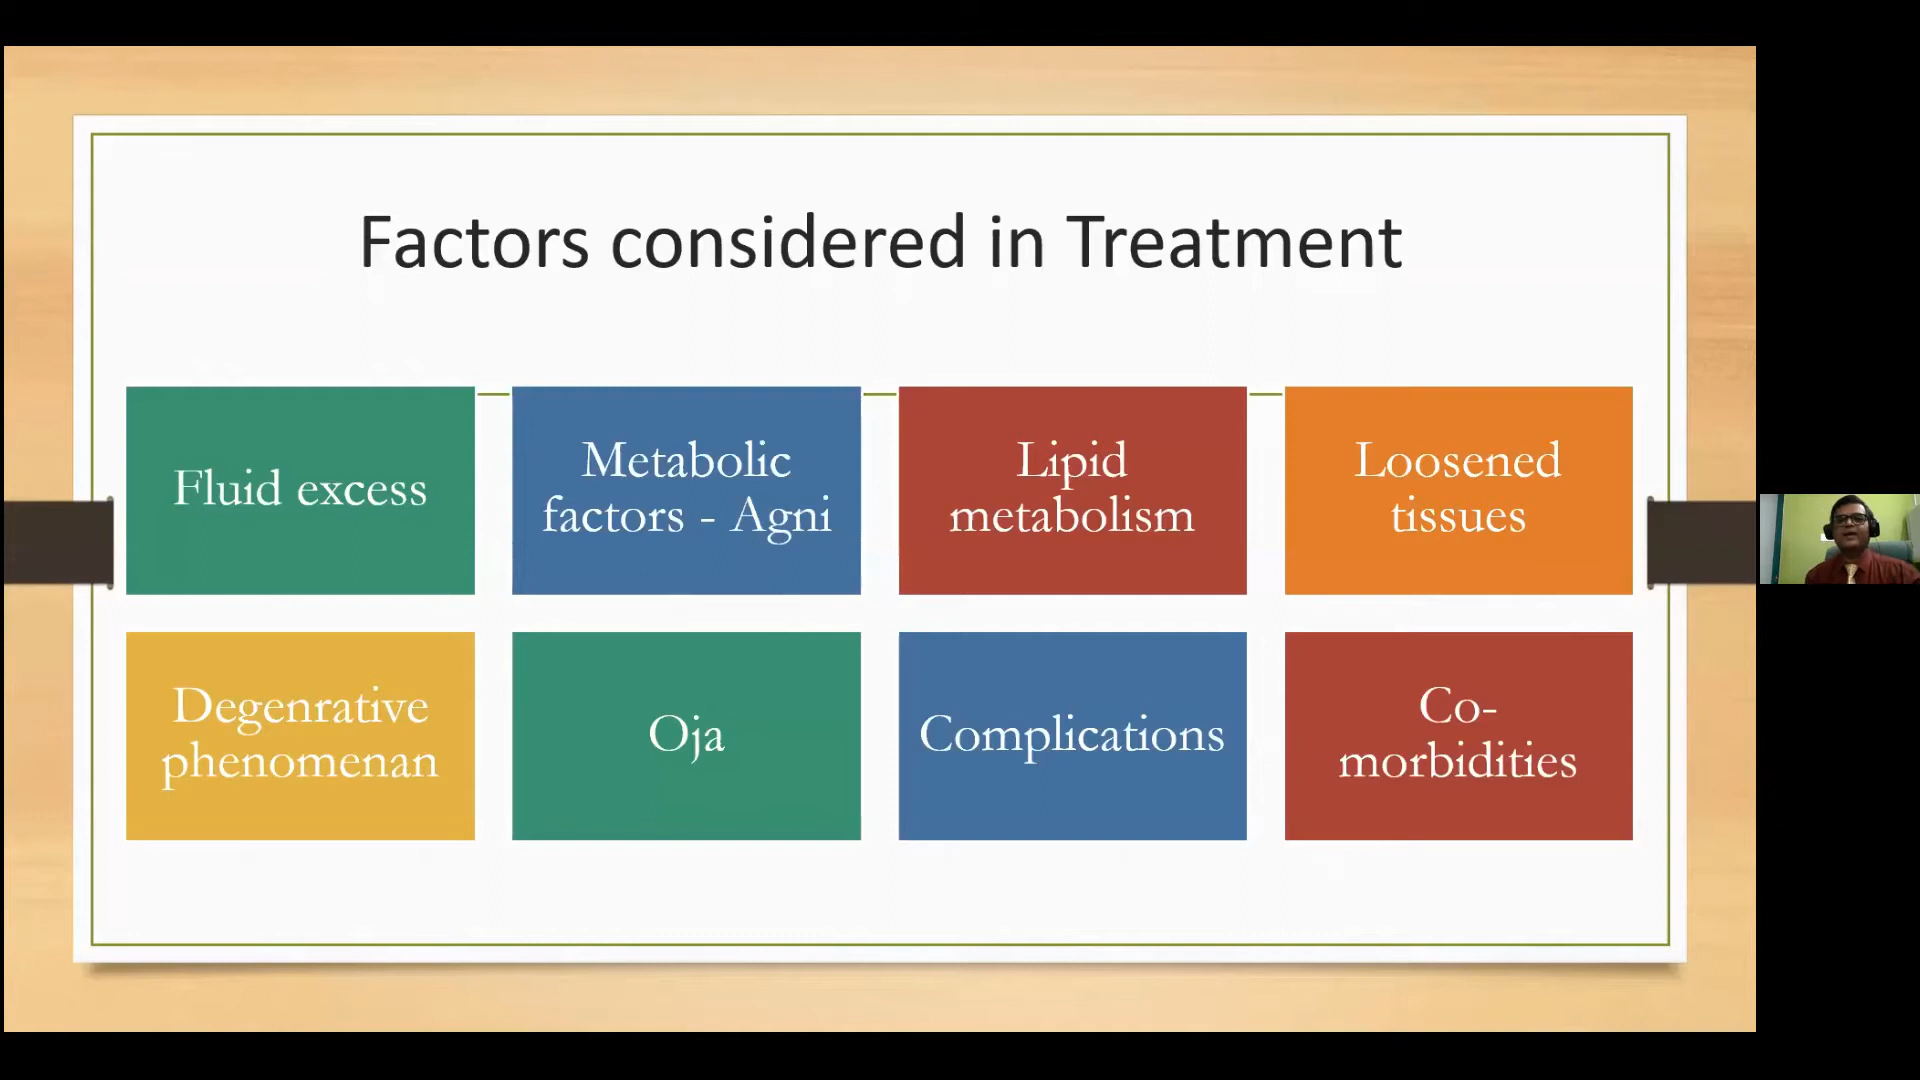 Factors considered in Treatment
Fluid excess
Metabolic
factors - Agni
Lipid
metabolism
Loosened
tissues
Degenrative
phenomenan
Oja
Complications
Co-
morbidities